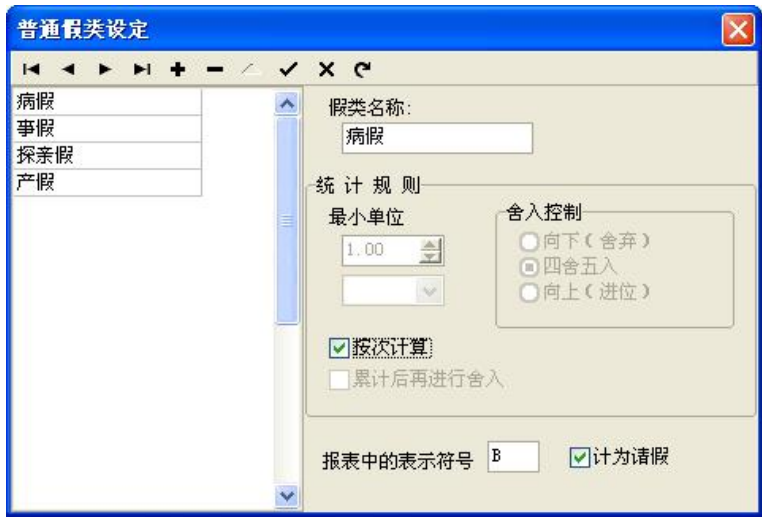 普通假类设定
病假
事假
探亲假
产假
假类名称:
病假
统 计 规 则
最小单位
1.00
舍入控制
向下(舍弃)
四舍五入
向上(进位)
按次计算
累计后再进行舍入
报表中的表示符号 B 计为请假